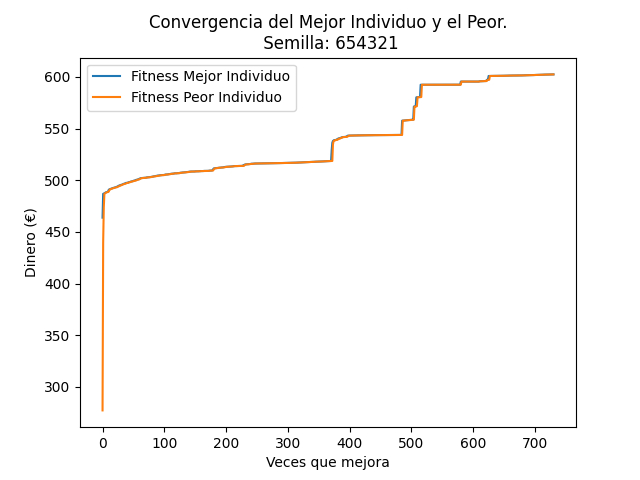 Convergencia del Mejor Individuo y el Peor.
Semilla: 654321
Fitness Mejor Individuo
Fitness Peor Individuo
Dinero (€)
600
550
500
450
400
350
300
0 100 200 300 400 500 600 700
Veces que mejora